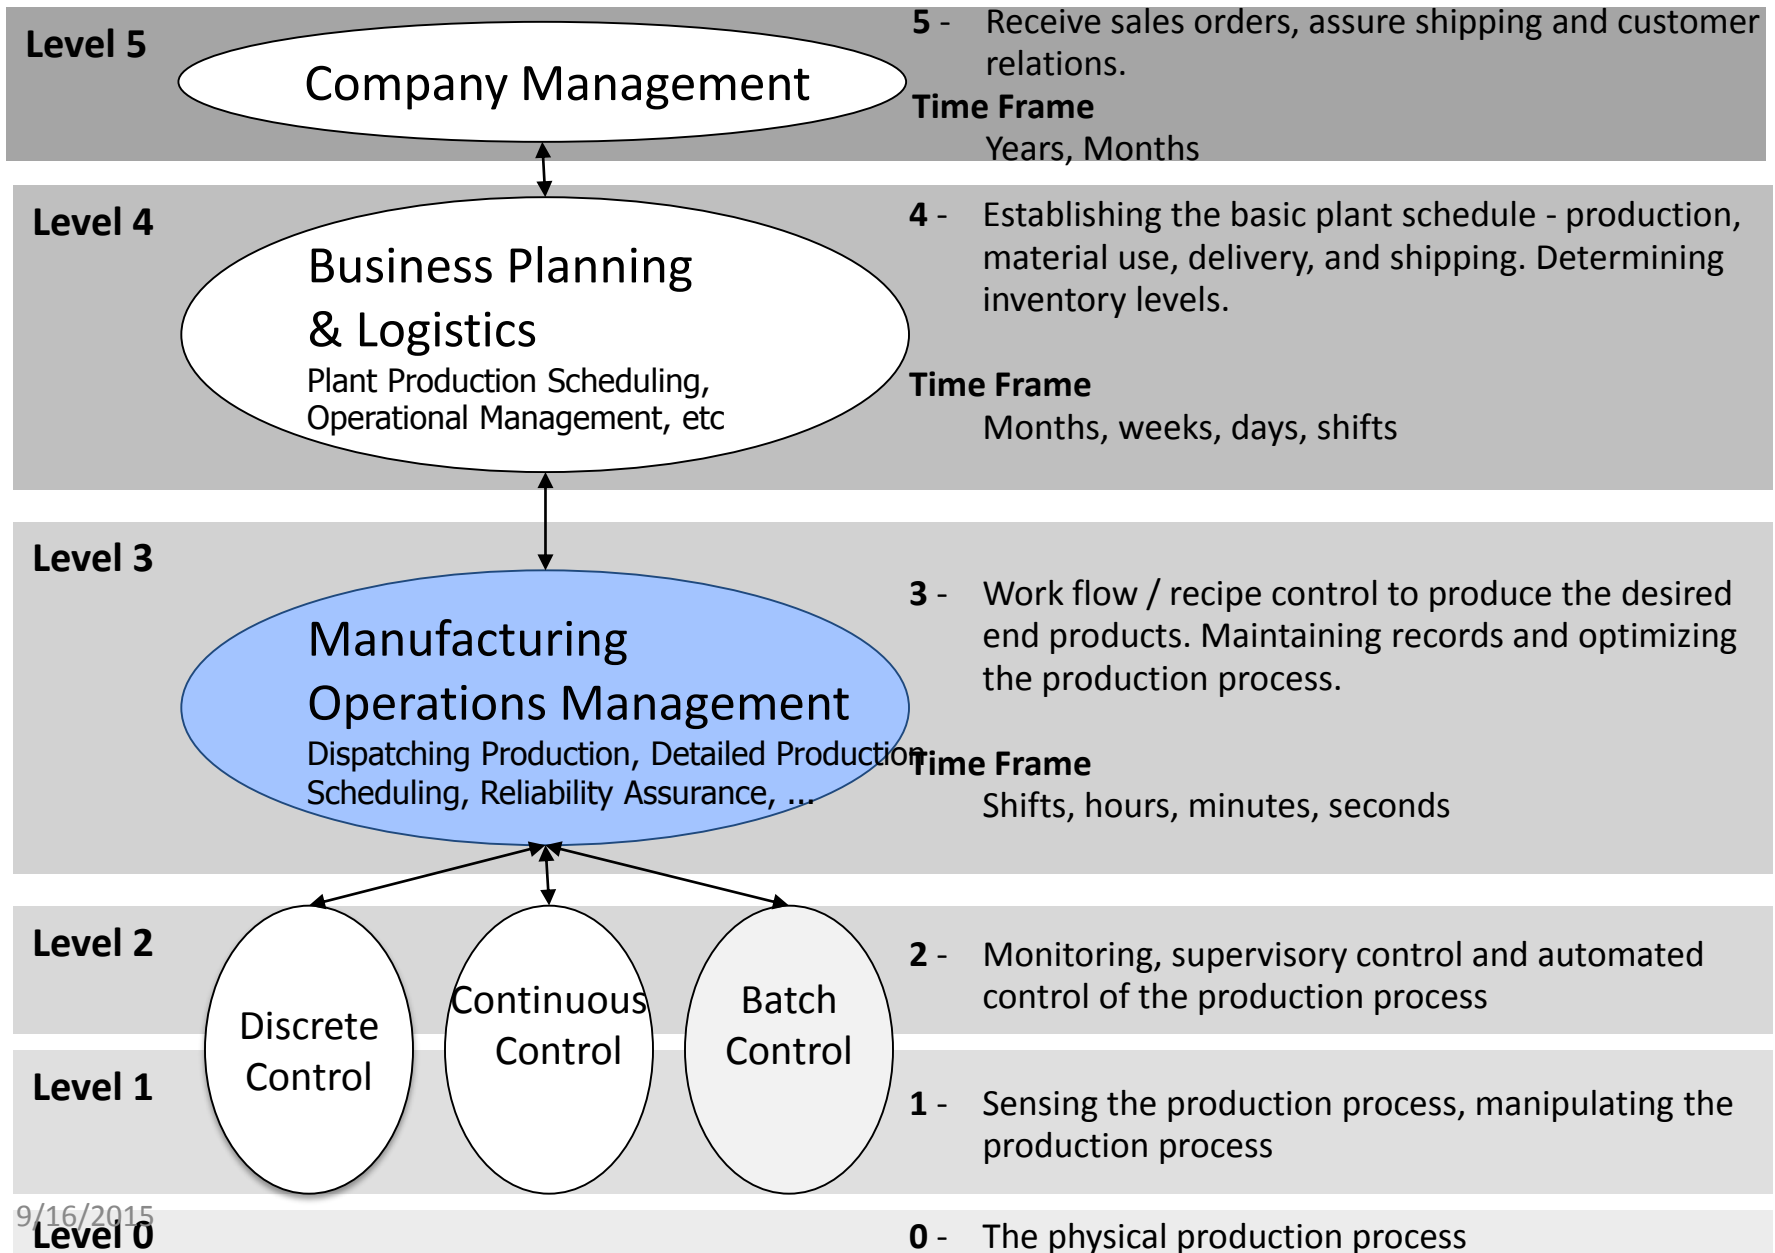 Level 5
Company Management
5 - Receive sales orders, assure shipping and customer
relations.
Time Frame
Years, Months
Level 4
Business Planning
& Logistics
Plant Production Scheduling,
Operational Management, etc
4 - Establishing the basic plant schedule - production,
material use, delivery, and shipping. Determining
inventory levels.
Time Frame
Months, weeks, days, shifts
Level 3
Manufacturing
Operations Management
Dispatching Production, Detailed Production
Scheduling, Reliability Assurance, ...
3 - Work flow / recipe control to produce the desired
end products. Maintaining records and optimizing
the production process.
Time Frame
Shifts, hours, minutes, seconds
Level 2
2 - Monitoring, supervisory control and automated
control of the production process
Discrete
Control
Continuous
Control
Batch
Control
Level 1
1 - Sensing the production process, manipulating the
production process
9/16/2015
Level 0
0 - The physical production process